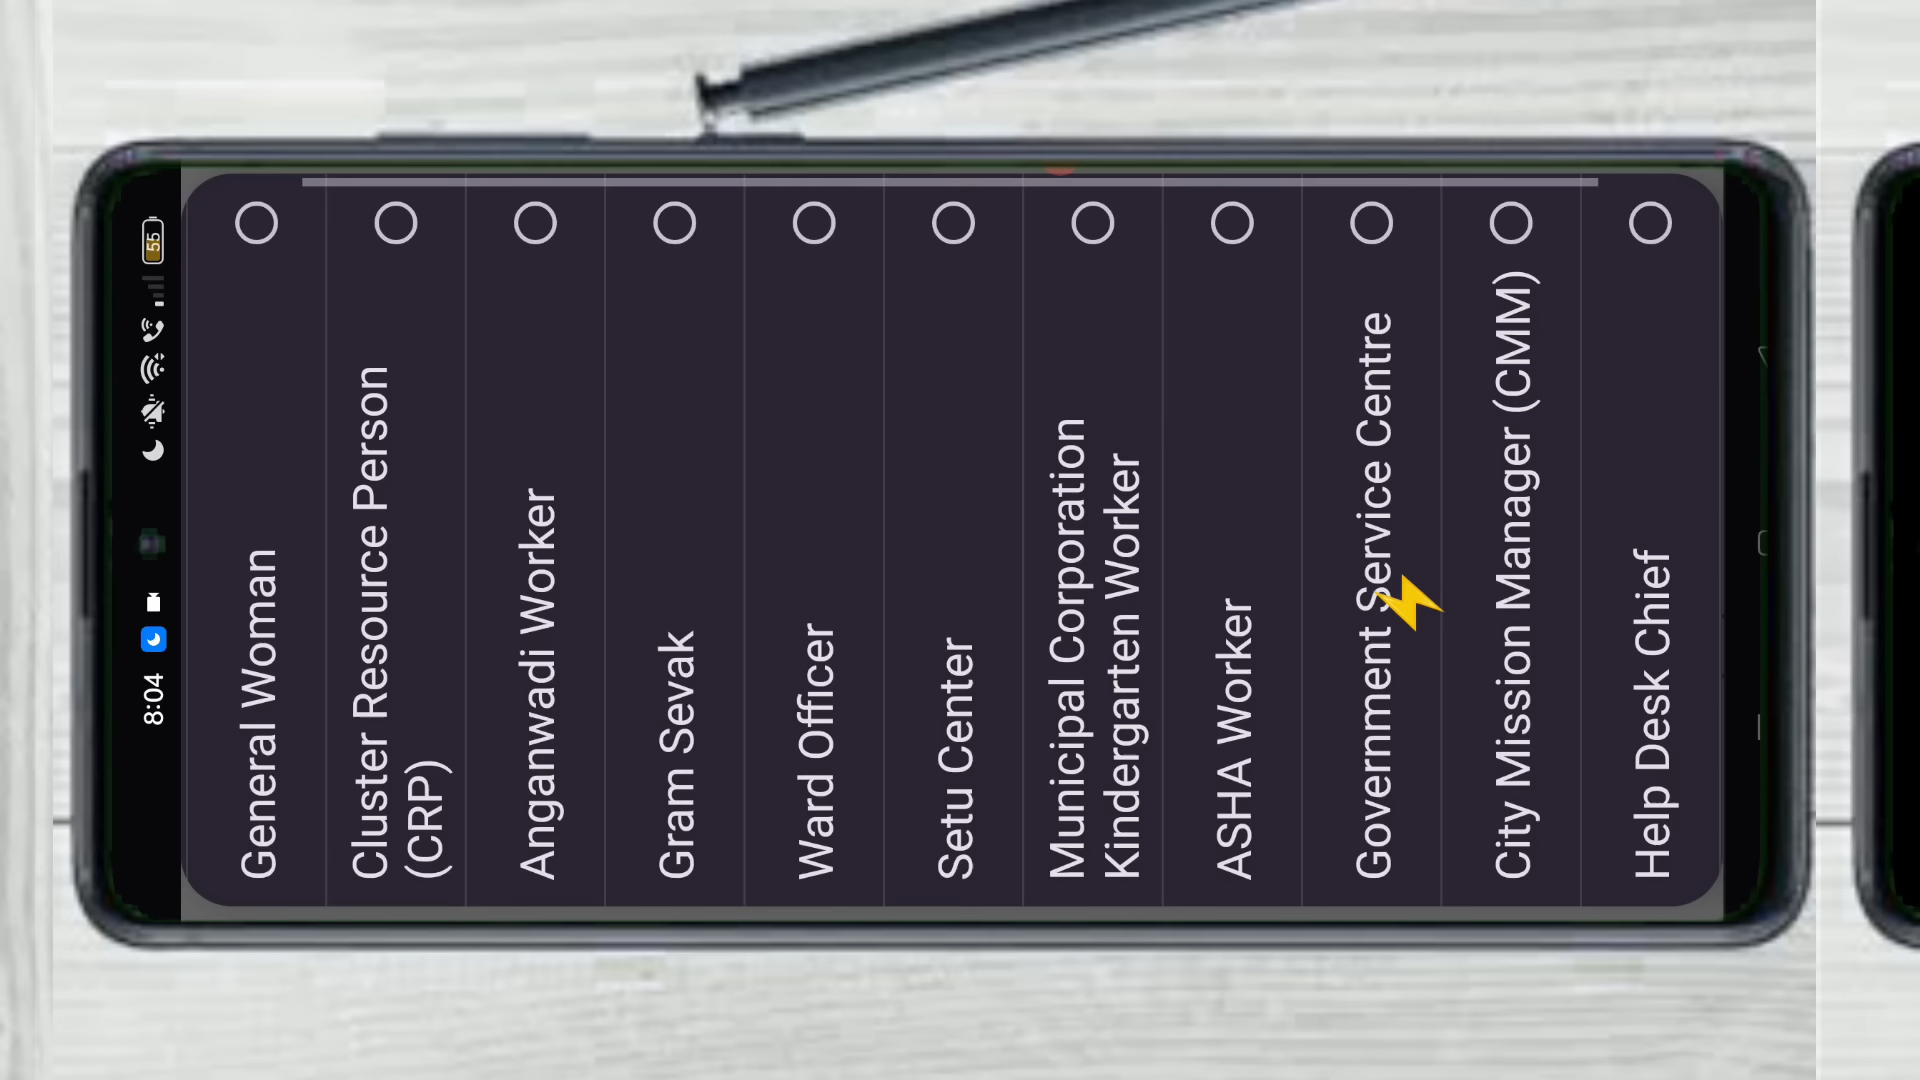 8:04
55
General Woman
Cluster Resource Person
(CRP)
Anganwadi Worker
Gram Sevak
Ward Officer
Setu Center
Municipal Corporation
Kindergarten Worker
ASHA Worker
Government Service Centre
City Mission Manager (CMM)
Help Desk Chief